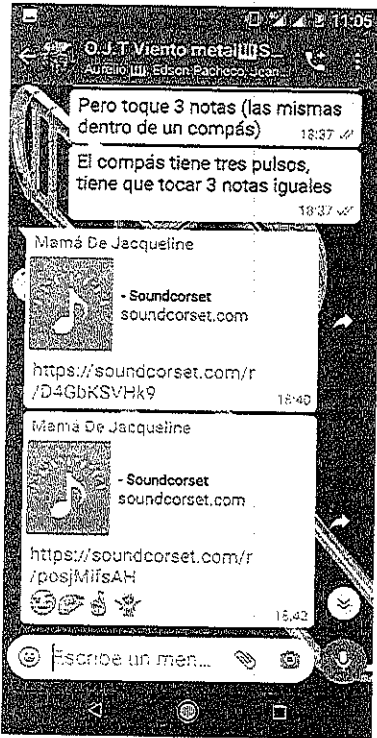 11:05
O.J.T Viento metal
Aurelio, Edson Pacheco, Jean
Pero toque 3 notas (las mismas
dentro de un compás)
18:37
El compás tiene tres pulsos,
tiene que tocar 3 notas iguales
18:37
Mamá De Jacqueline
- Soundcorset
soundcorset.com
https://soundcorset.com/r
/D4GbKSVHk9
18:40
Mamá De Jacqueline
- Soundcorset
soundcorset.com
https://soundcorset.com/r
/posjMifsAH
18:42
Escribe un men...